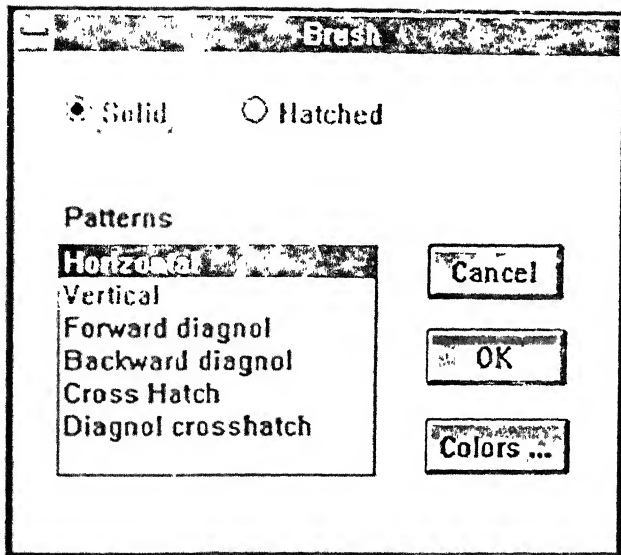 Brush
Solid Hatched
Patterns
Horizontal
Vertical
Forward diagnol
Backward diagnol
Cross Hatch
Diagnol crosshatch
Cancel
OK
Colors ...